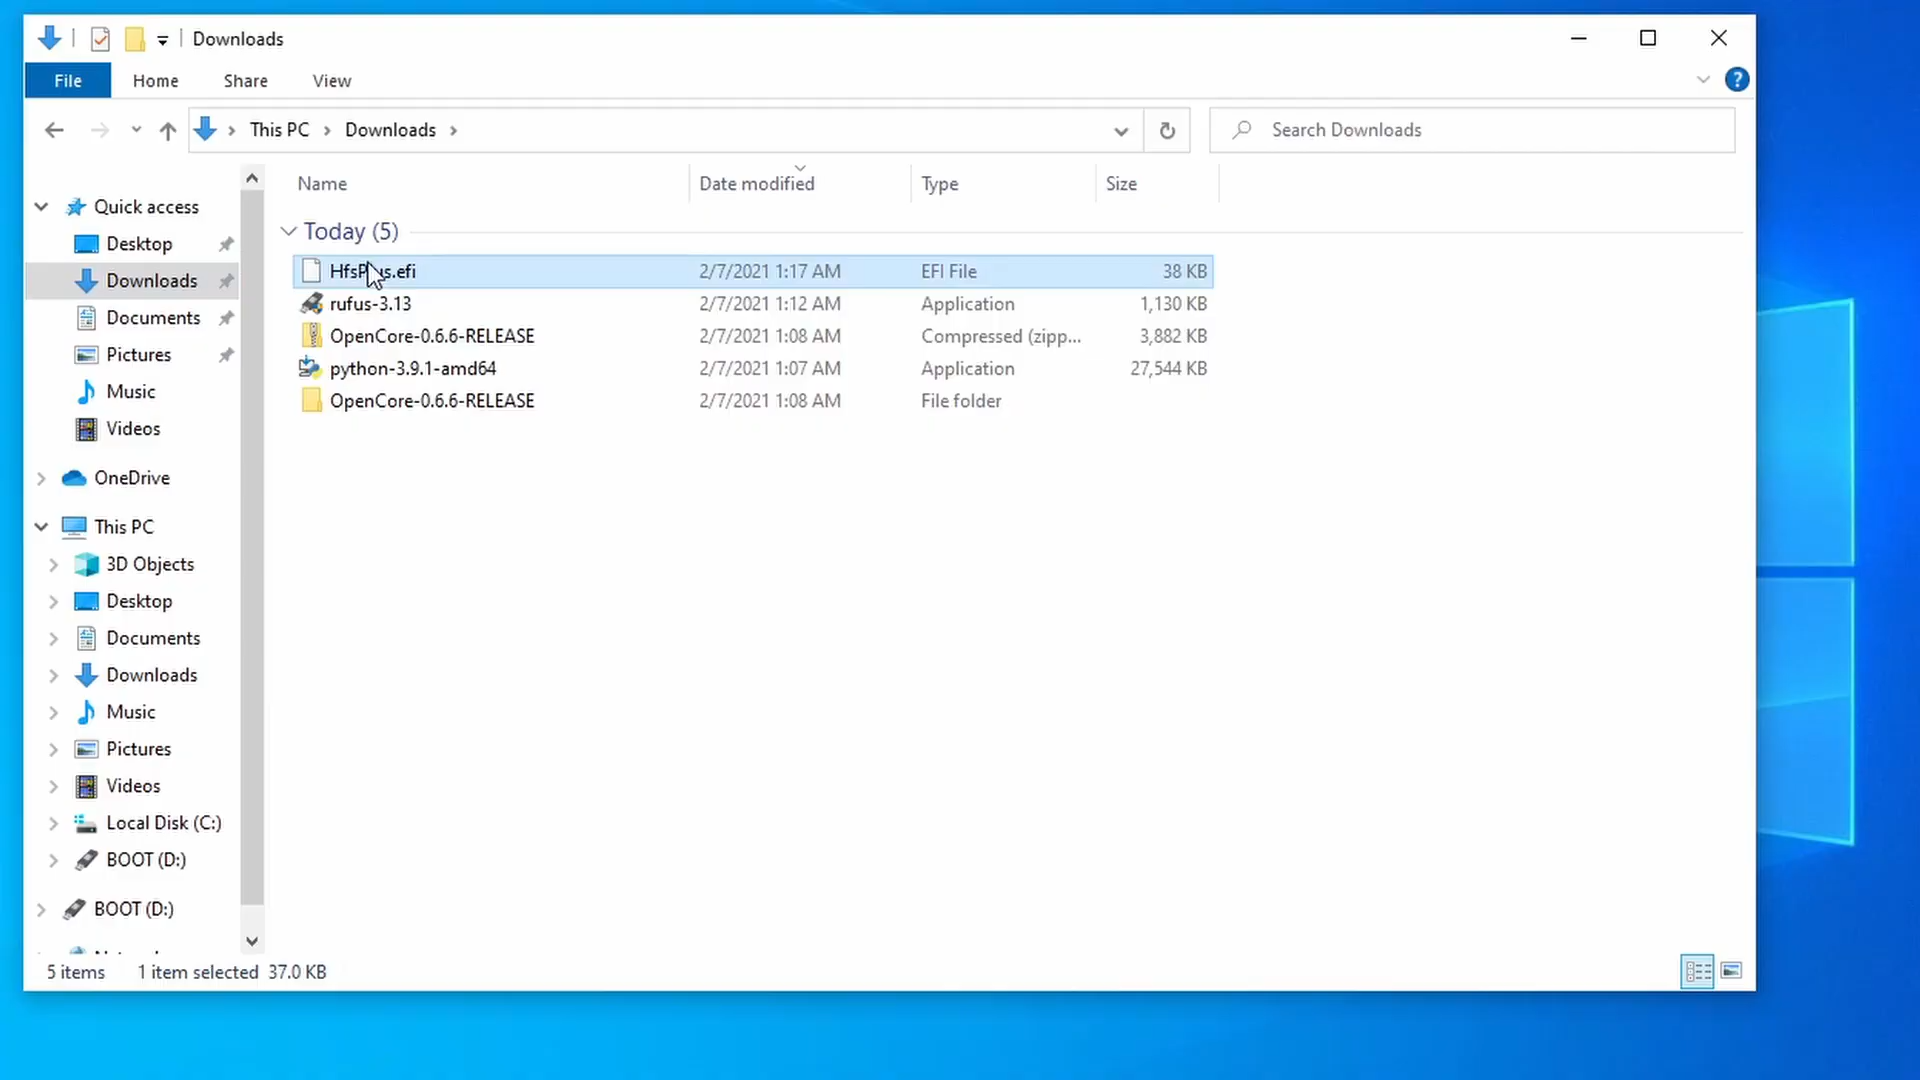 Downloads
File Home Share View
This PC Downloads Search Downloads
Name Date modified Type Size
Quick access
Desktop
Downloads
Documents
Pictures
Music
Videos
OneDrive
This PC
3D Objects
Desktop
Documents
Downloads
Music
Pictures
Videos
Local Disk (C:)
BOOT (D:)
BOOT (D:)
Today (5)
HfsPlus.efi 2/7/2021 1:17 AM EFI File 38 KB
rufus-3.13 2/7/2021 1:12 AM Application 1,130 KB
OpenCore-0.6.6-RELEASE 2/7/2021 1:08 AM Compressed (zipp... 3,882 KB
python-3.9.1-amd64 2/7/2021 1:07 AM Application 27,544 KB
OpenCore-0.6.6-RELEASE 2/7/2021 1:08 AM File folder
5 items 1 item selected 37.0 KB